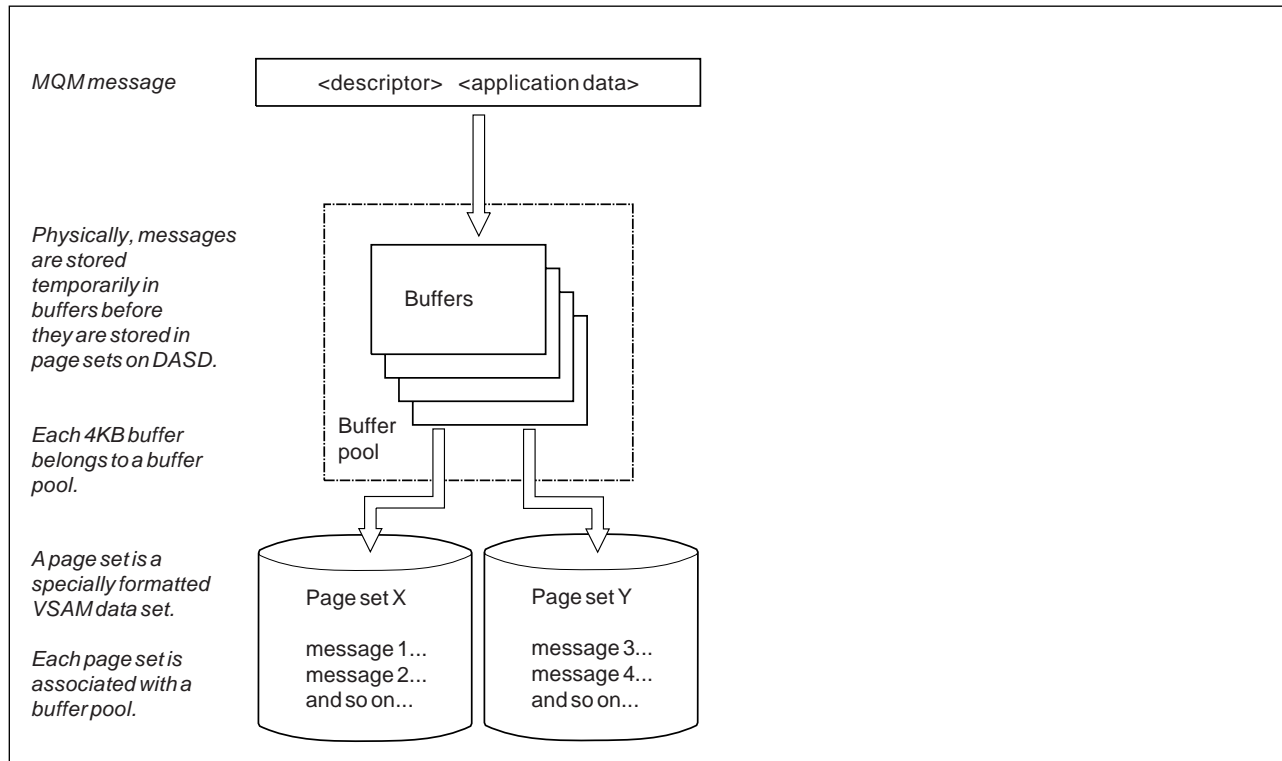 MQM message
<descriptor> <application data>
Physically, messages
are stored
temporarily in
buffers before
they are stored in
page sets on DASD.
Buffers
Buffer
pool
Each 4KB buffer
belongs to a buffer
pool.
A page set is a
specially formatted
VSAM data set.
Each page set is
associated with a
buffer pool.
Page set X
message 1...
message 2...
and so on...
Page set Y
message 3...
message 4...
and so on...